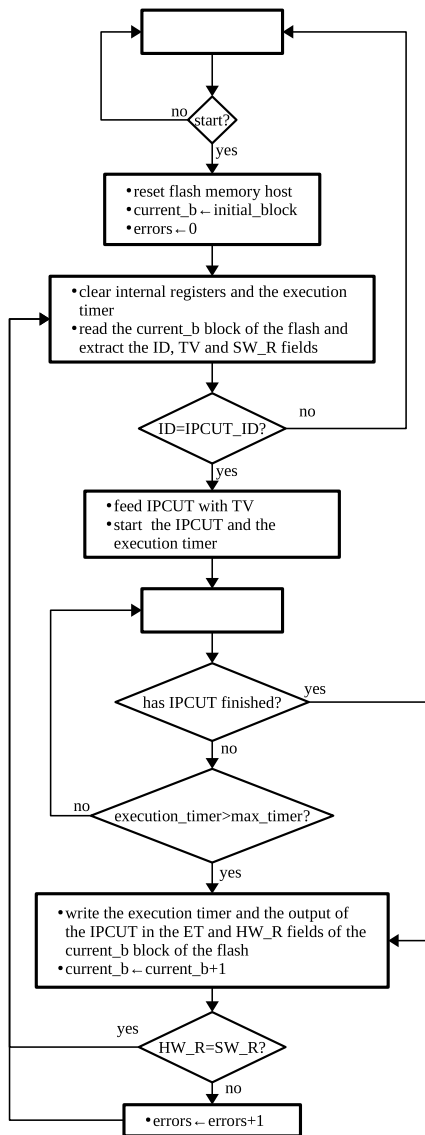 no
start?
yes
•reset flash memory host
•current_b←initial_block
•errors←0
•clear internal registers and the execution
timer
•read the current_b block of the flash and
extract the ID, TV and SW_R fields
no
ID=IPCUT_ID?
yes
•feed IPCUT with TV
•start the IPCUT and the
execution timer
yes
has IPCUT finished?
no
no
execution_timer>max_timer?
yes
•write the execution timer and the output of
the IPCUT in the ET and HW_R fields of the
current_b block of the flash
•current_b←current_b+1
yes
HW_R=SW_R?
no
•errors←errors+1